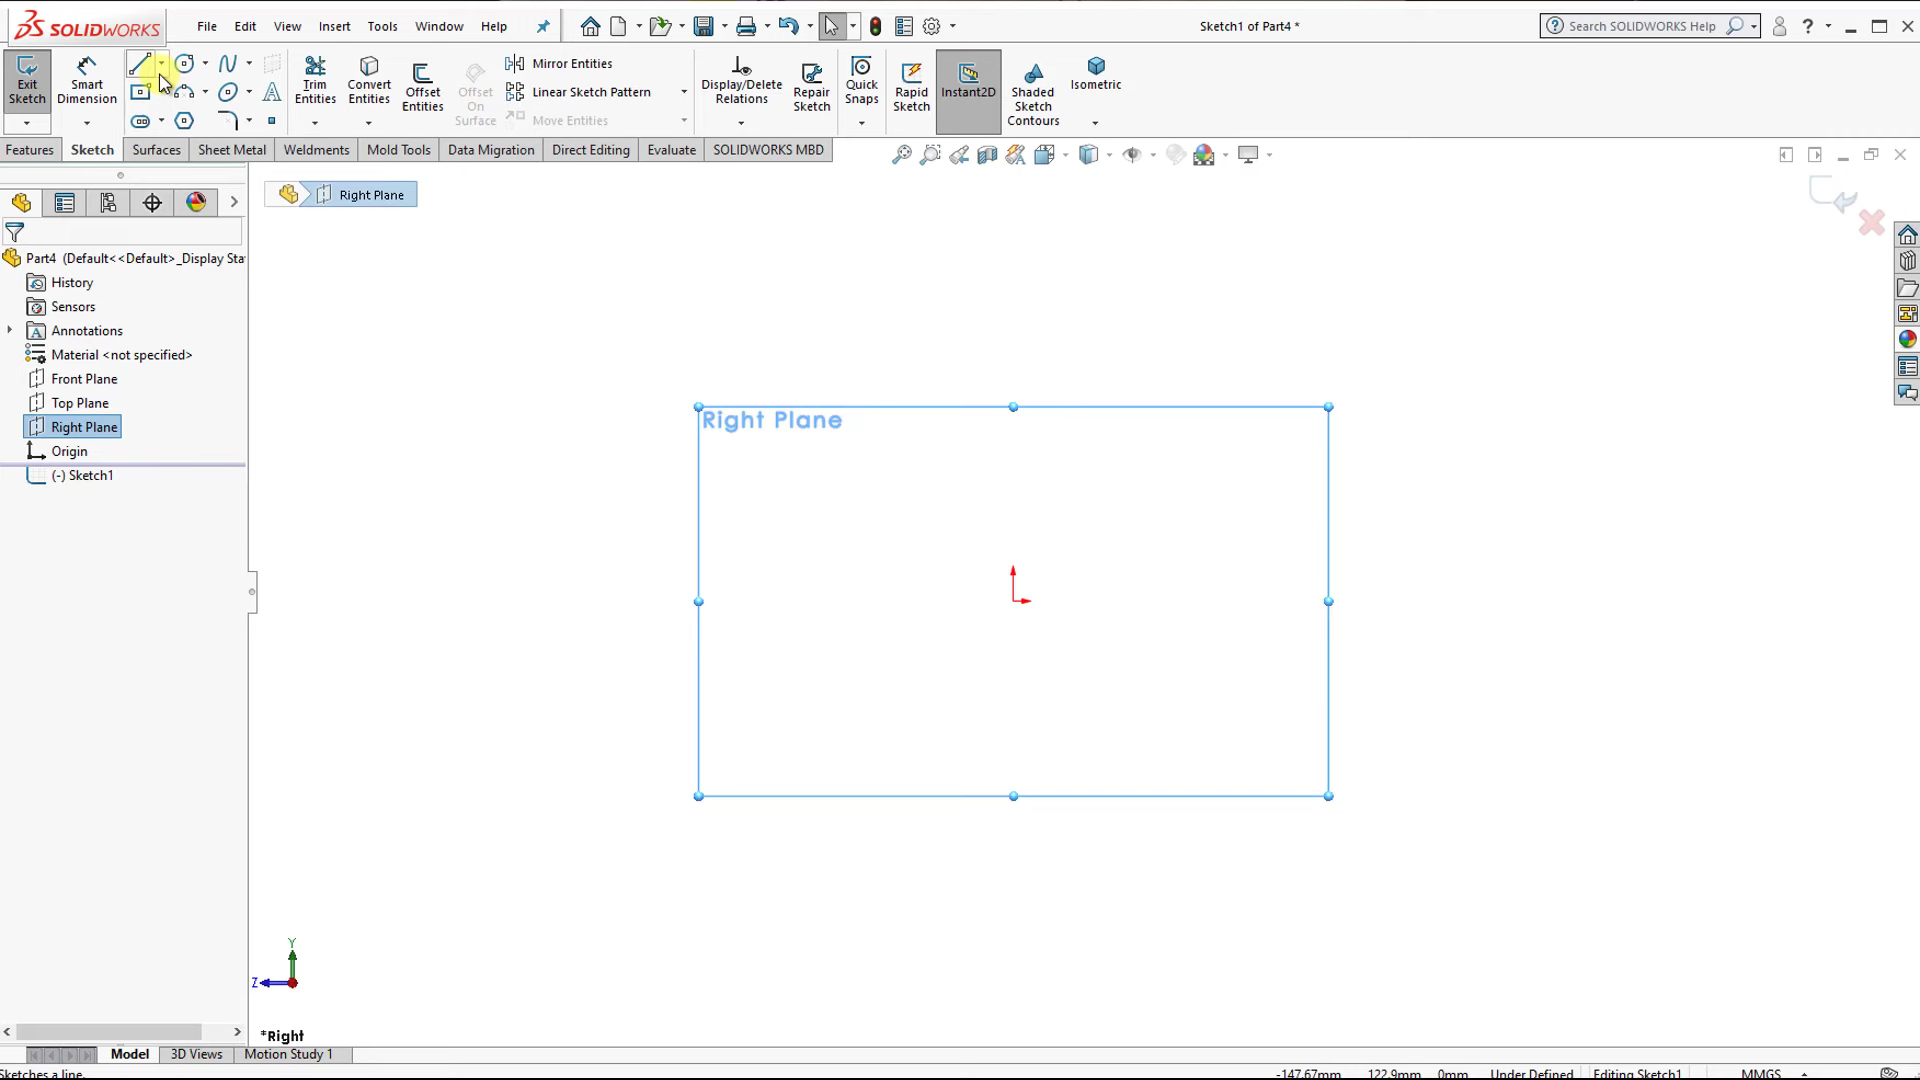 SOLIDWORKS
File Edit View Insert Tools Window Help
Sketch1 of Part4 *
Search SOLIDWORKS Help
?
Exit Sketch
Smart Dimension
Trim Entities
Convert Entities
Offset Entities
Offset On Surface
Mirror Entities
Linear Sketch Pattern
Move Entities
Display/Delete Relations
Repair Sketch
Quick Snaps
Rapid Sketch
Instant2D
Shaded Sketch Contours
Isometric
Features Sketch Surfaces Sheet Metal Weldments Mold Tools Data Migration Direct Editing Evaluate SOLIDWORKS MBD
Right Plane
Part4 (Default<<Default>_Display Sta
History
Sensors
Annotations
Material <not specified>
Front Plane
Top Plane
Right Plane
Origin
(-) Sketch1
Right Plane
Y
Z
*Right
Model 3D Views Motion Study 1
Sketches a line.
-147.67mm 122.9mm 0mm Under Defined Editing Sketch1 MMGS